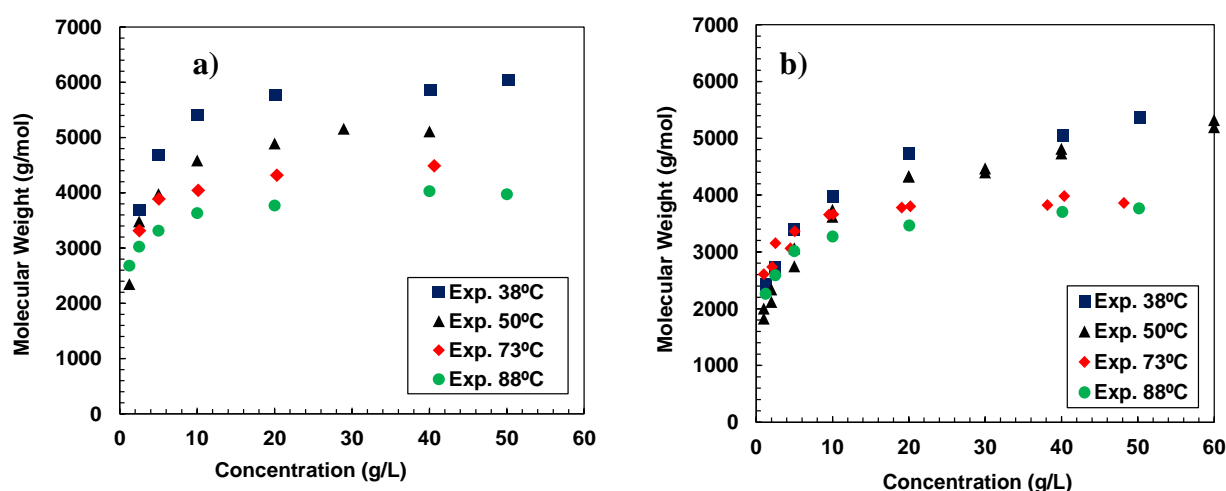 a)
7000
6000
5000
4000
3000
2000
1000
0
0 10 20 30 40 50 60
Molecular Weight (g/mol)
Concentration (g/L)
Exp. 38ºC
Exp. 50ºC
Exp. 73ºC
Exp. 88ºC
b)
7000
6000
5000
4000
3000
2000
1000
0
0 10 20 30 40 50 60
Molecular Weight (g/mol)
Concentration (g/L)
Exp. 38ºC
Exp. 50ºC
Exp. 73ºC
Exp. 88ºC